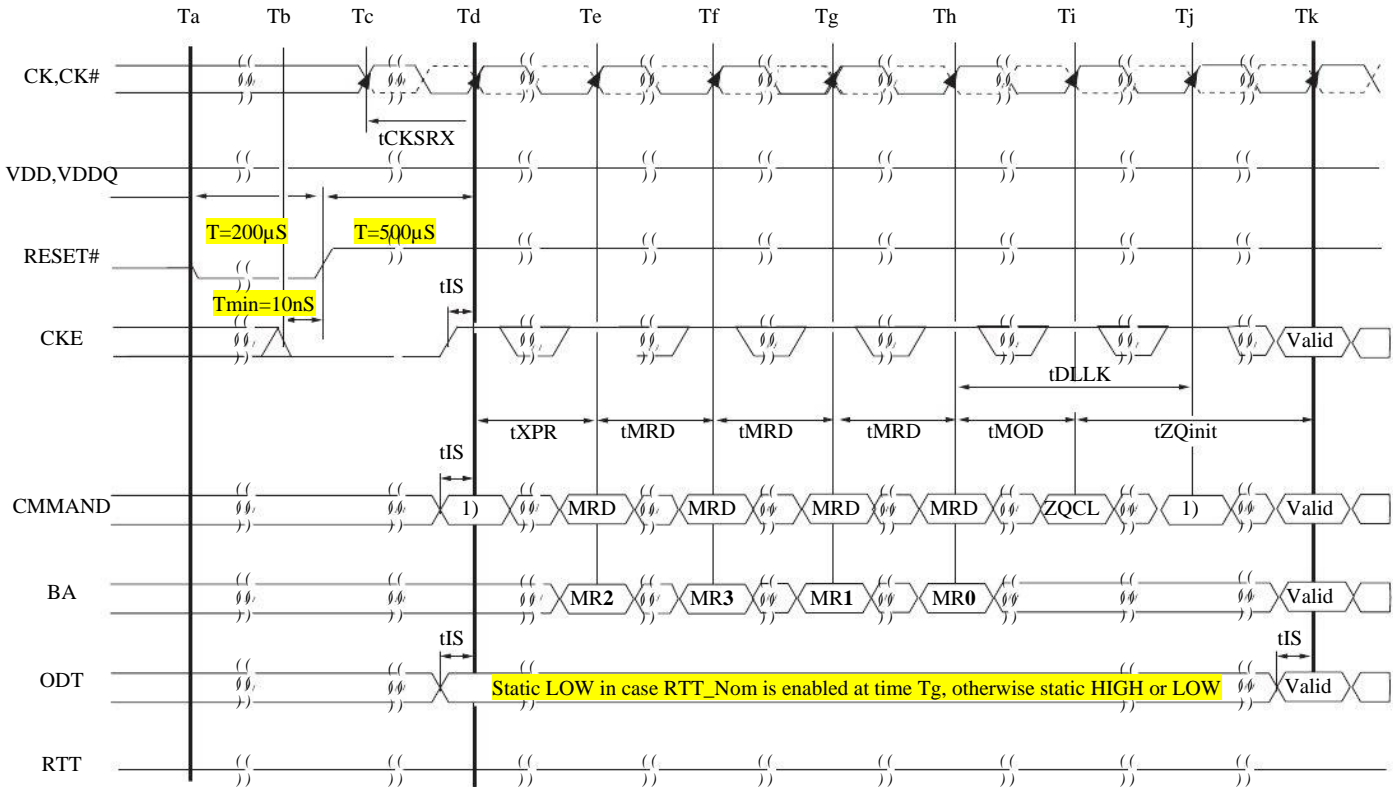 Ta Tb Tc Td Te Tf Tg Th Ti Tj Tk
CK,CK#
tCKSRX
VDD,VDDQ
T=200µS T=500µS
RESET#
tIS
Tmin=10nS
CKE Valid
tDLLK
tXPR tMRD tMRD tMRD tMOD tZQinit
tIS
CMMAND 1) MRD MRD MRD MRD ZQCL 1) Valid
BA MR2 MR3 MR1 MR0 Valid
tIS tIS
ODT Static LOW in case RTT_Nom is enabled at time Tg, otherwise static HIGH or LOW Valid
RTT